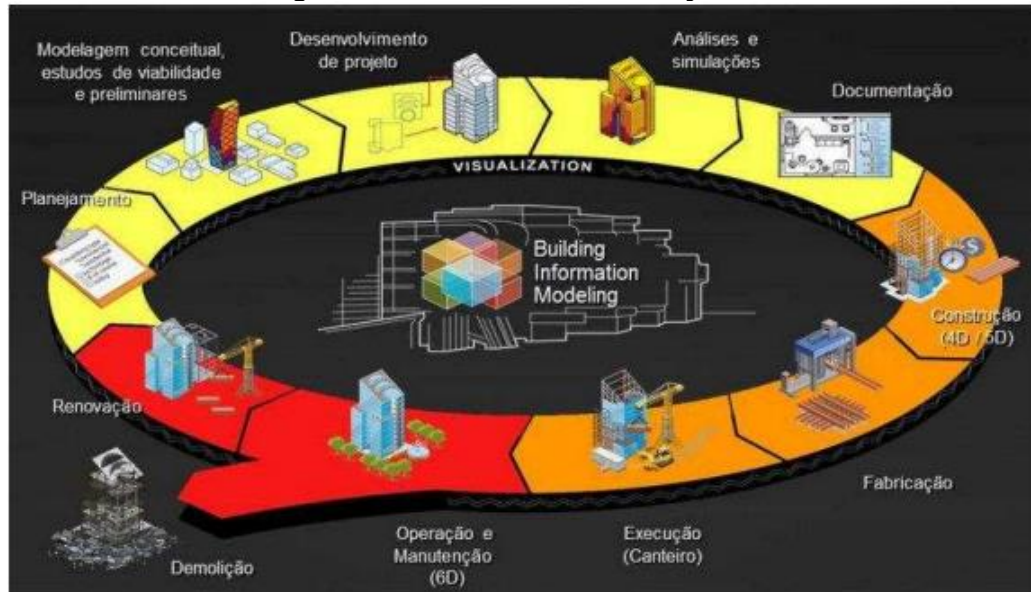 Modelagem conceitual,
estudos de viabilidade
e preliminares
Desenvolvimento
de projeto
Análises e
simulações
Documentação
VISUALIZATION
Planejamento
Building
Information
Modeling
Construção
(4D / 5D)
Renovação
Fabricação
Operação e
Manutenção
(6D)
Execução
(Canteiro)
Demolição